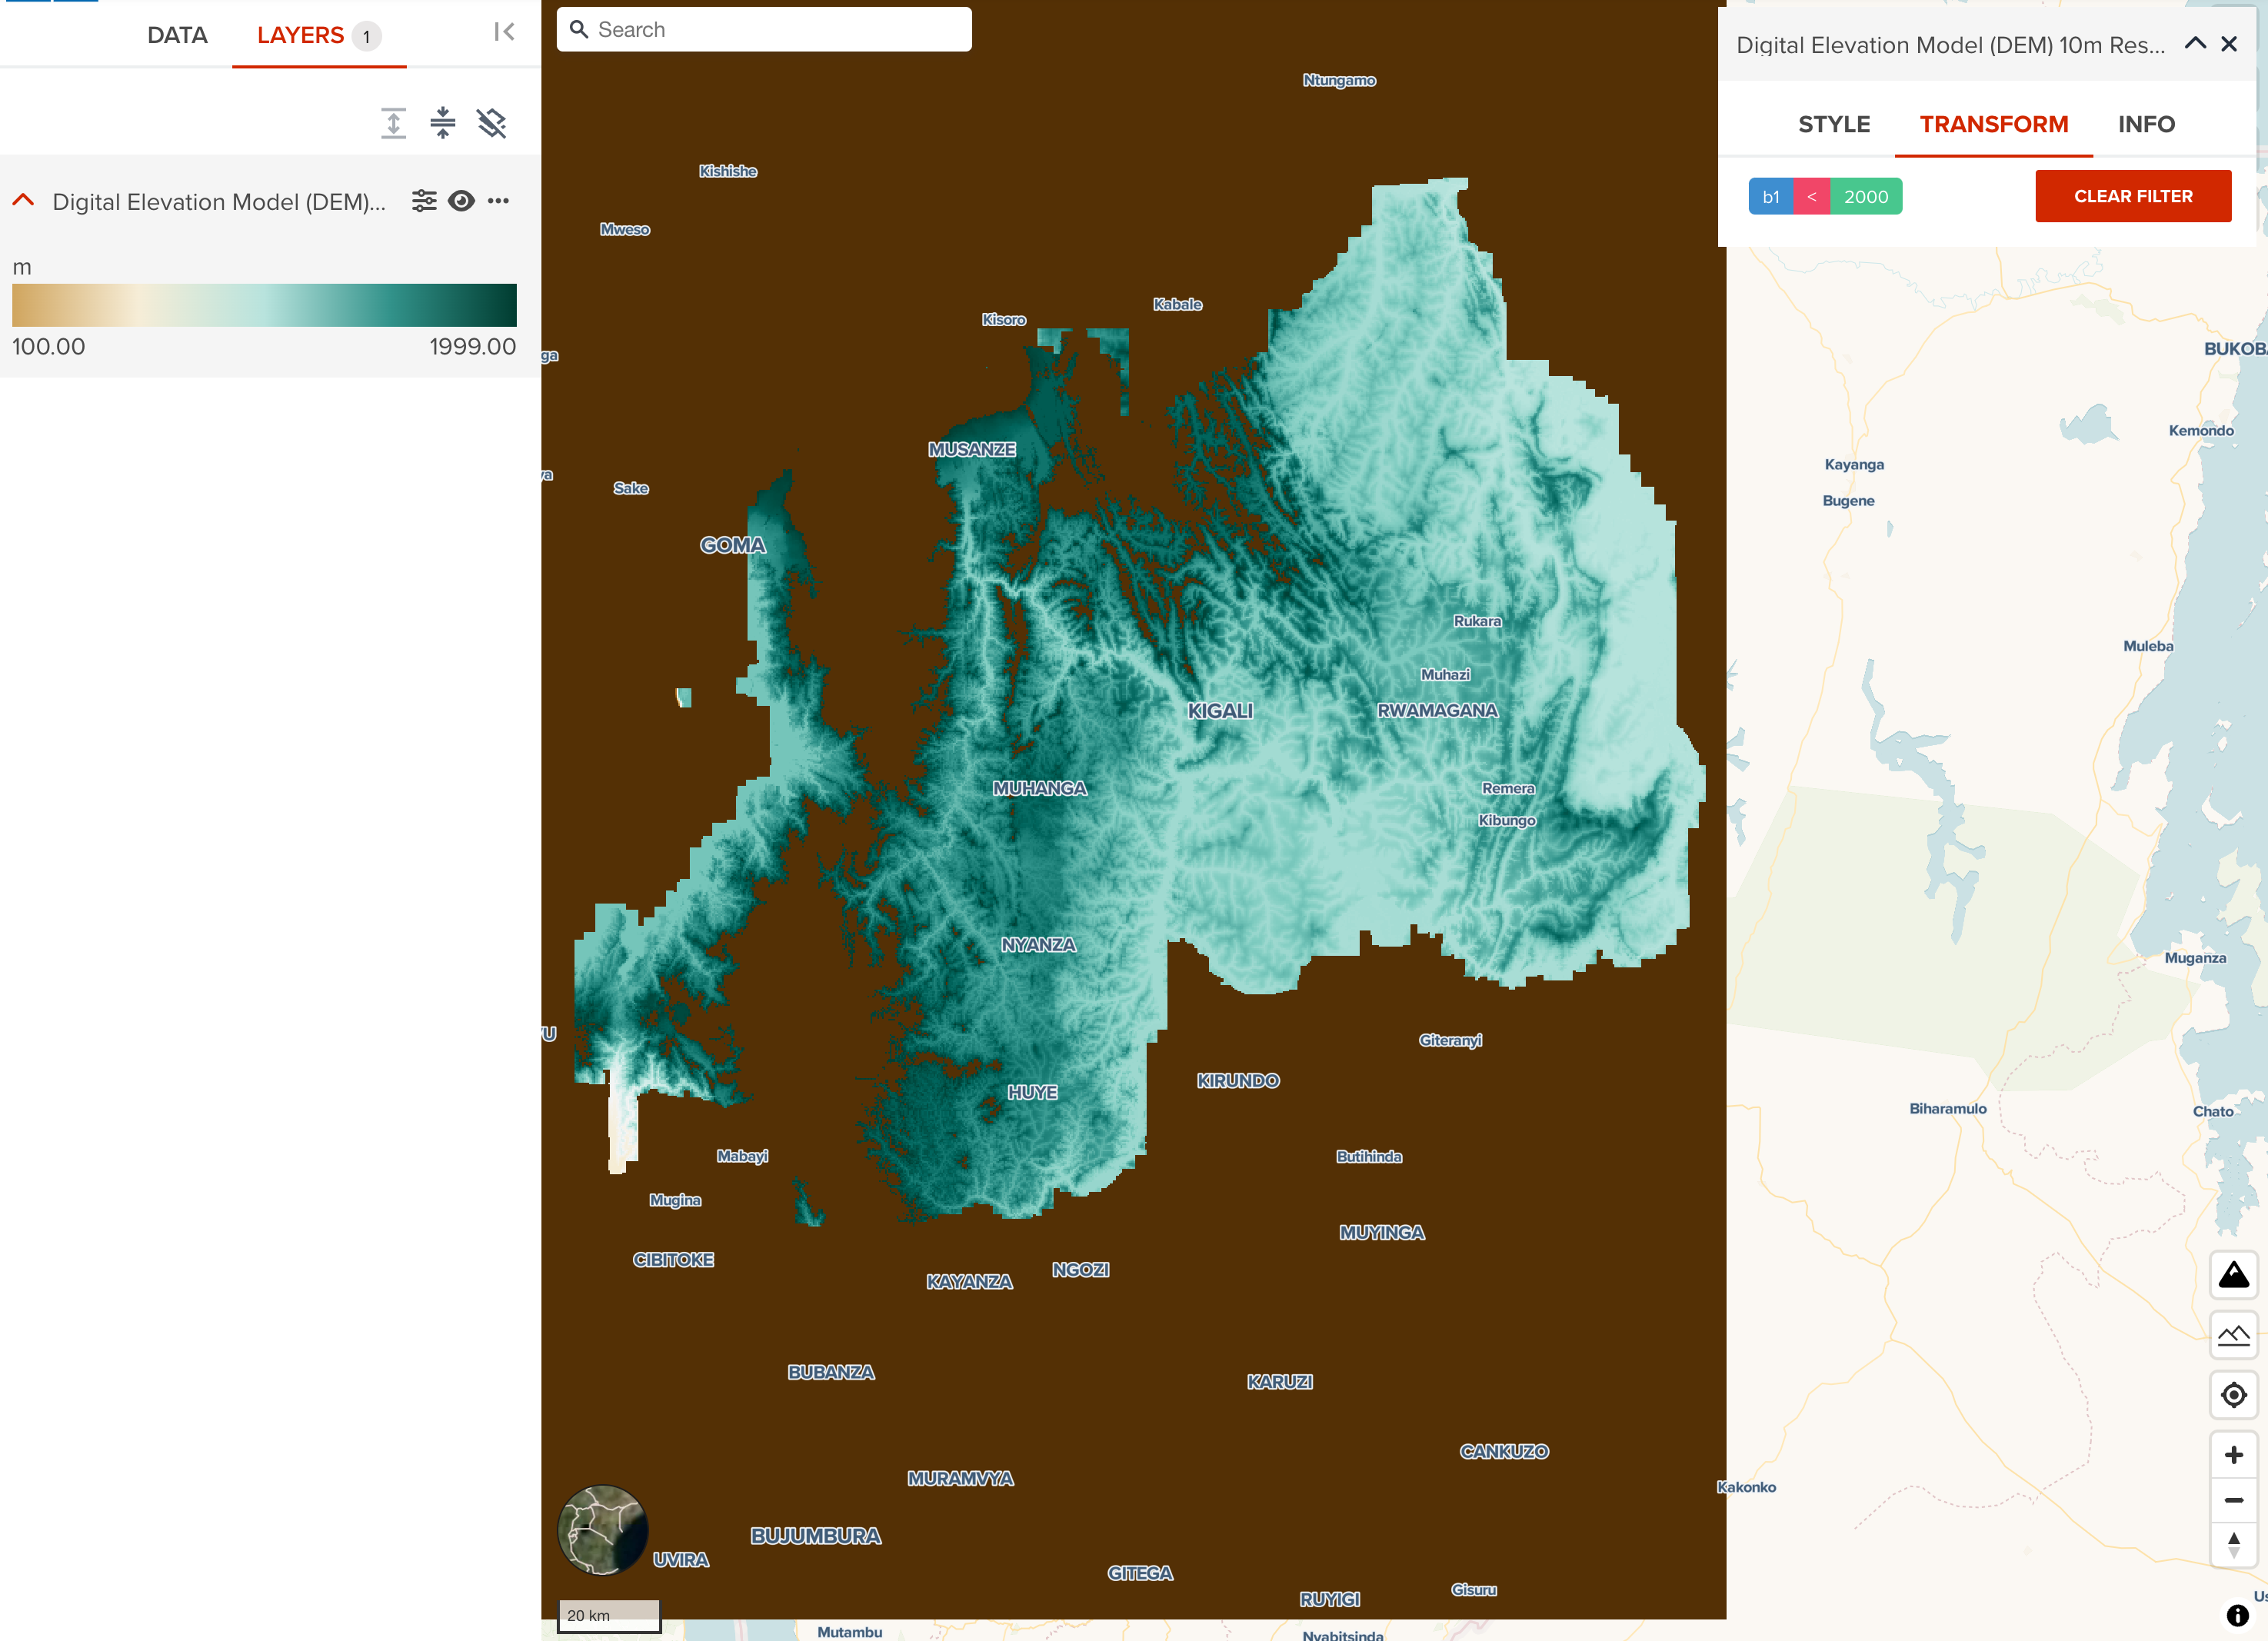 DATA
LAYERS 1
Digital Elevation Model (DEM)...
m
100.00
1999.00
Search
Digital Elevation Model (DEM) 10m Res...
STYLE
TRANSFORM
INFO
b1 < 2000
CLEAR FILTER
Ntungamo
Kishishe
Mweso
Kabale
Kisoro
ga
BUKOB
Kemondo
MUSANZE
Kayanga
Sake
Bugene
GOMA
Rukara
Muleba
Muhazi
KIGALI
RWAMAGANA
MUHANGA
Remera
Kibungo
NYANZA
Muganza
Giteranyi
KIRUNDO
HUYE
Biharamulo
Chato
Mabayi
Butihinda
Mugina
MUYINGA
CIBITOKE
NGOZI
KAYANZA
BUBANZA
KARUZI
CANKUZO
MURAMVYA
Kakonko
BUJUMBURA
UVIRA
GITEGA
Gisuru
RUYIGI
Us
20 km
Mutambu
Nyabitsinda